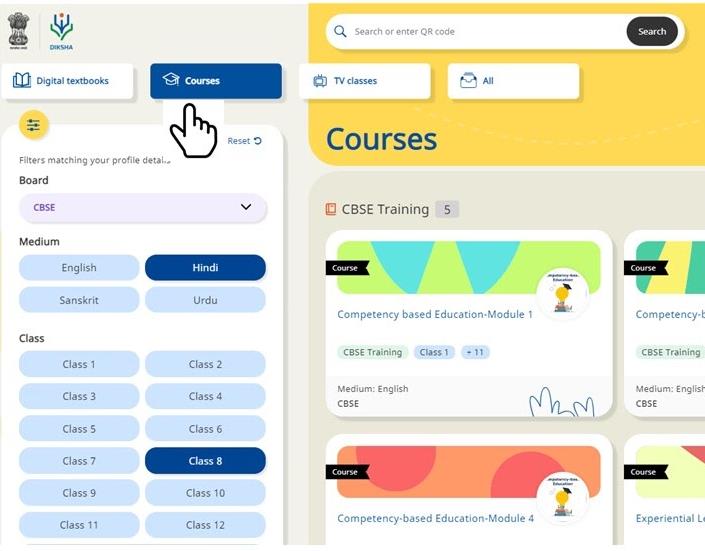 DIKSHA
Search or enter QR code
Search
Digital textbooks
Courses
TV classes
All
Reset
Filters matching your profile
Board
CBSE
Medium
English
Hindi
Sanskrit
Urdu
Class
Class 1
Class 2
Class 3
Class 4
Class 5
Class 6
Class 7
Class 8
Class 9
Class 10
Class 11
Class 12
Courses
CBSE Training 5
Course
Education
Competency based Education-Module 1
CBSE Training
Class 1
+ 11
Medium: English
CBSE
Course
CBSE Training
Medium: English
CBSE
Course
Education
Competency-based Education-Module 4
Course
Experiential